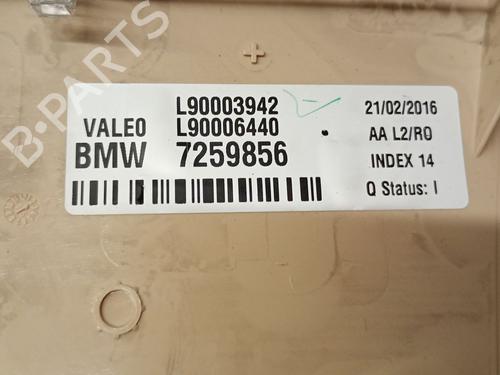 B-PARTS
L90003942
21/02/2016
VALEO L90006440
AA L2/RO
BMW 7259856
INDEX 14
Q Status: I